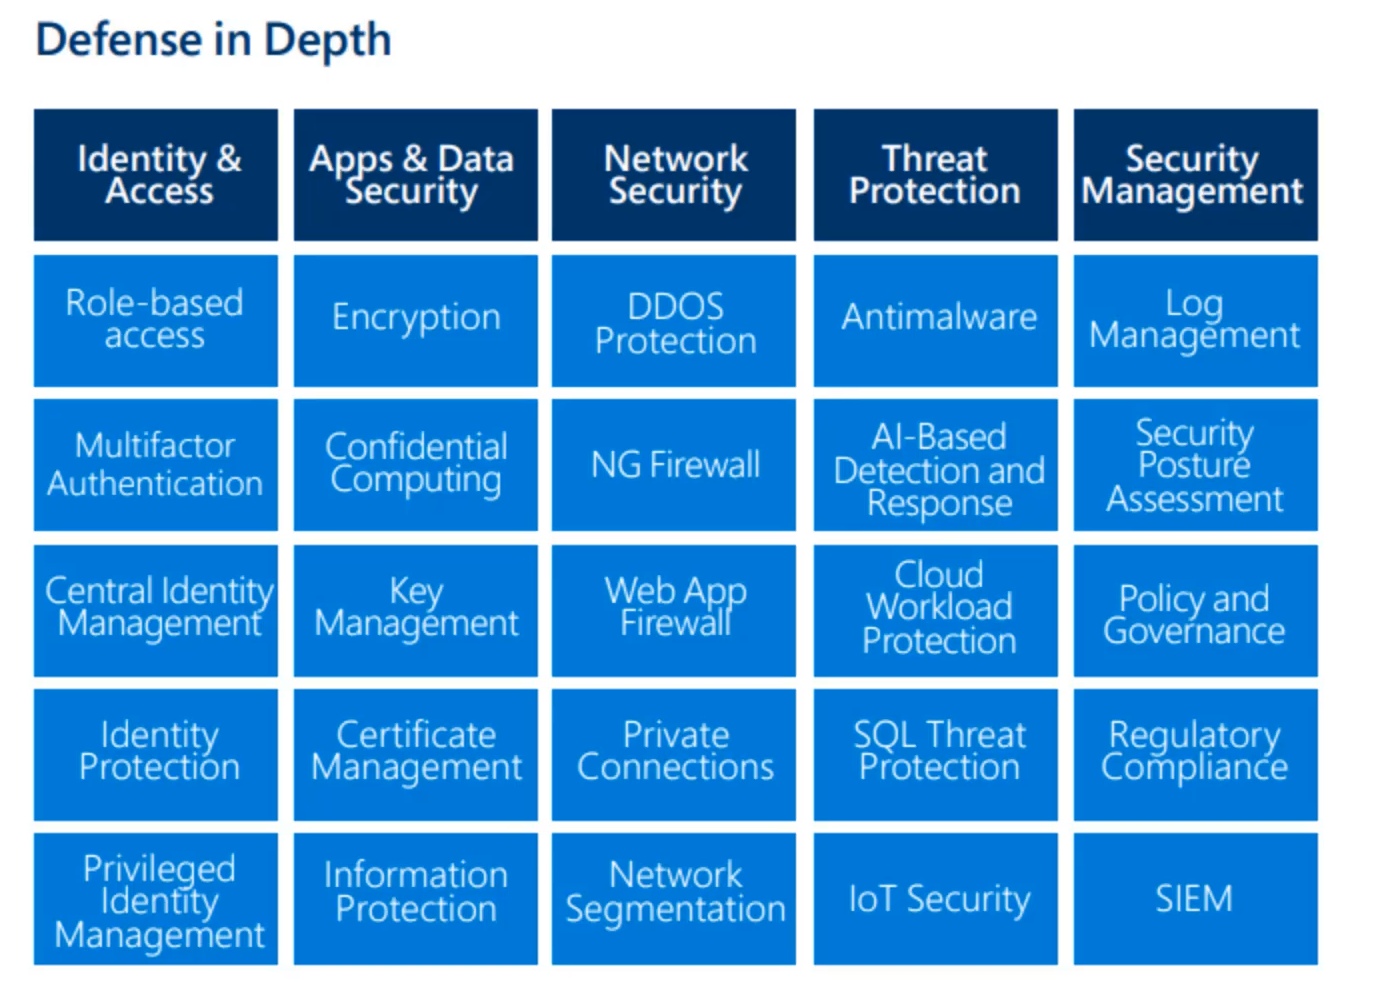 Defense in Depth
Identity &
Access
Apps & Data
Security
Network
Security
Threat
Protection
Security
Management
Role-based
access
Encryption
DDOS
Protection
Antimalware
Log
Management
Multifactor
Authentication
Confidential
Computing
NG Firewall
AI-Based
Detection and
Response
Security
Posture
Assessment
Central Identity
Management
Key
Management
Web App
Firewall
Cloud
Workload
Protection
Policy and
Governance
Identity
Protection
Certificate
Management
Private
Connections
SQL Threat
Protection
Regulatory
Compliance
Privileged
Identity
Management
Information
Protection
Network
Segmentation
IoT Security
SIEM